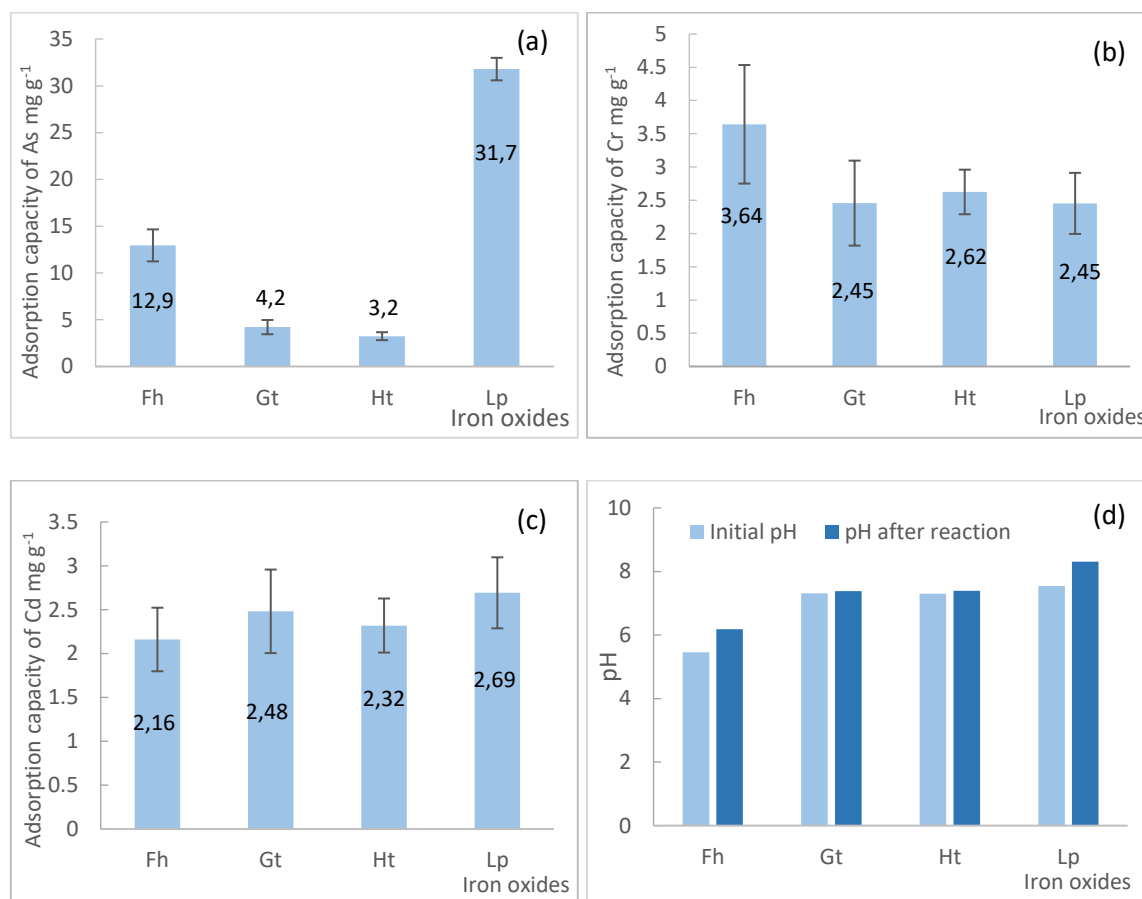 (a)
Adsorption capacity of As mg g-1
35
30
25
20
15
10
5
0
12,9
4,2
3,2
31,7
Fh Gt Ht Lp
Iron oxides
(b)
Adsorption capacity of Cr mg g-1
5
4.5
4
3.5
3
2.5
2
1.5
1
0.5
0
3,64
2,45
2,62
2,45
Fh Gt Ht Lp
Iron oxides
(c)
Adsorption capacity of Cd mg g-1
3.5
3
2.5
2
1.5
1
0.5
0
2,16
2,48
2,32
2,69
Fh Gt Ht Lp
Iron oxides
(d)
Initial pH pH after reaction
pH
10
8
6
4
2
0
Fh Gt Ht Lp
Iron oxides